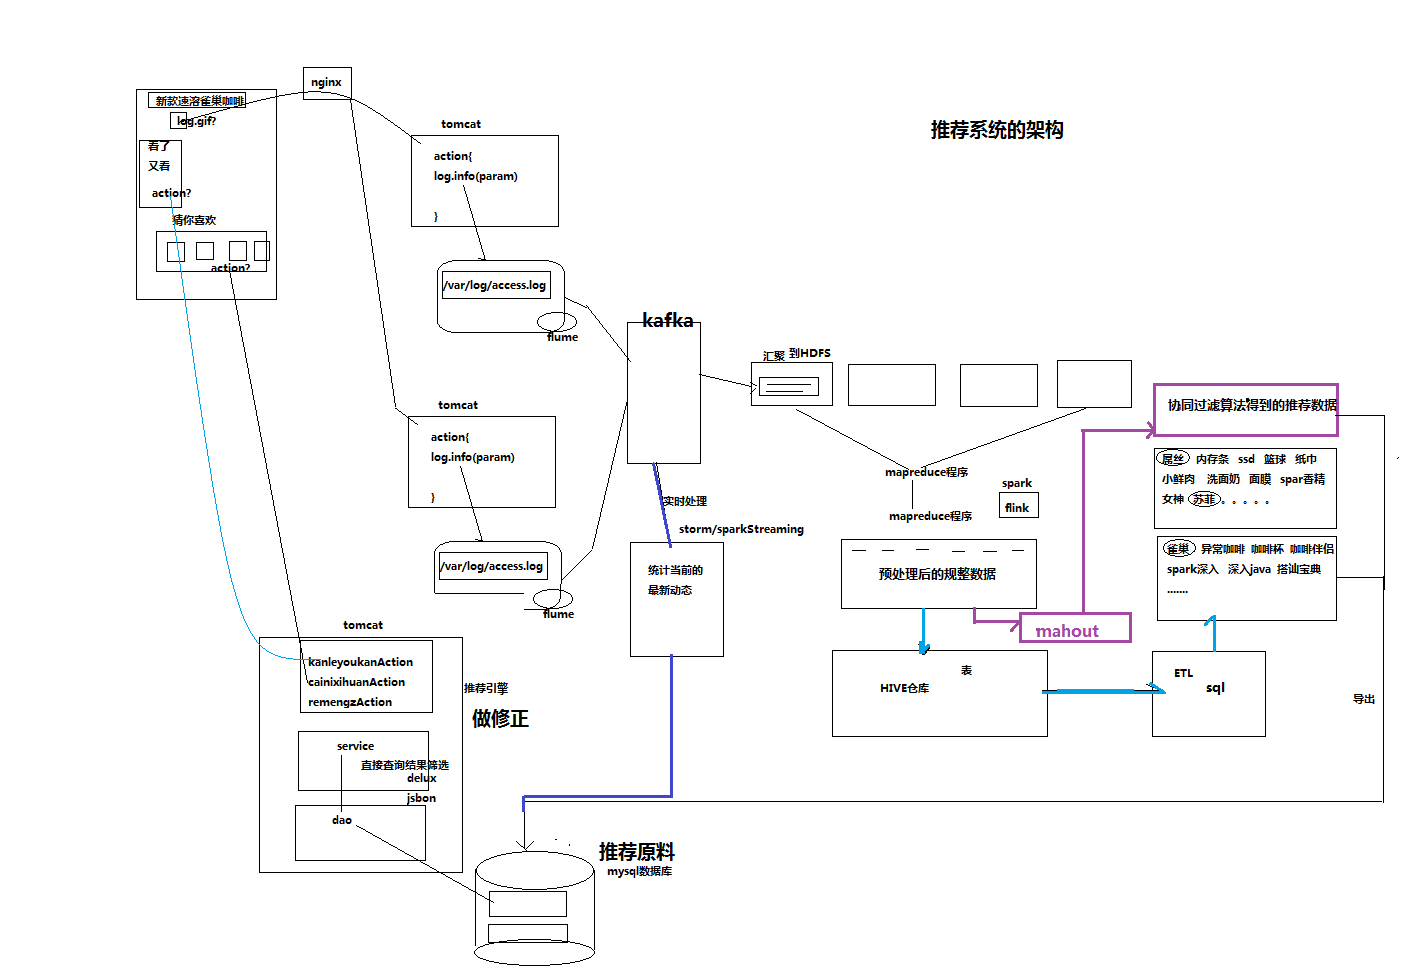 推荐系统的架构
nginx
新款速溶雀巢咖啡
log.gif?
看了
又看
action?
猜你喜欢
action?
tomcat
action{
log.info(param)
}
/var/log/access.log
flume
tomcat
action{
log.info(param)
}
/var/log/access.log
flume
kafka
汇聚 到HDFS
mapreduce程序
mapreduce程序
spark
flink
实时处理
storm/sparkStreaming
统计当前的
最新动态
预处理后的规整数据
mahout
协同过滤算法得到的推荐数据
屌丝 内存条 ssd 篮球 纸巾
小鲜肉 洗面奶 面膜 spar香精
女神 苏菲 。。。。。
雀巢 异常咖啡 咖啡杯 咖啡伴侣
spark深入 深入java 搭讪宝典
.......
表
HIVE仓库
ETL
sql
导出
tomcat
kanleyoukanAction
cainixihuanAction
remengzAction
推荐引擎
做修正
service
直接查询结果筛选
delux
jsbon
dao
推荐原料
mysql数据库